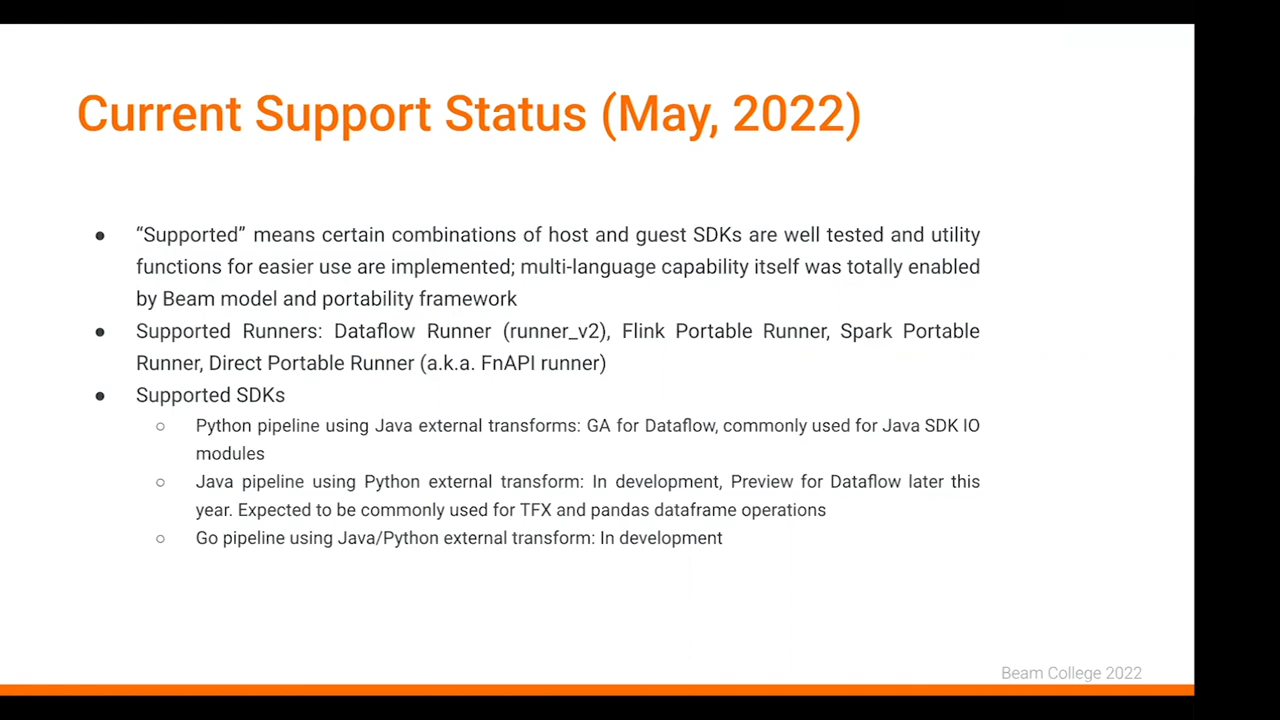 Current Support Status (May, 2022)
● “Supported” means certain combinations of host and guest SDKs are well tested and utility
functions for easier use are implemented; multi-language capability itself was totally enabled
by Beam model and portability framework
● Supported Runners: Dataflow Runner (runner_v2), Flink Portable Runner, Spark Portable
Runner, Direct Portable Runner (a.k.a. FnAPI runner)
● Supported SDKs
○ Python pipeline using Java external transforms: GA for Dataflow, commonly used for Java SDK IO
modules
○ Java pipeline using Python external transform: In development, Preview for Dataflow later this
year. Expected to be commonly used for TFX and pandas dataframe operations
○ Go pipeline using Java/Python external transform: In development
Beam College 2022